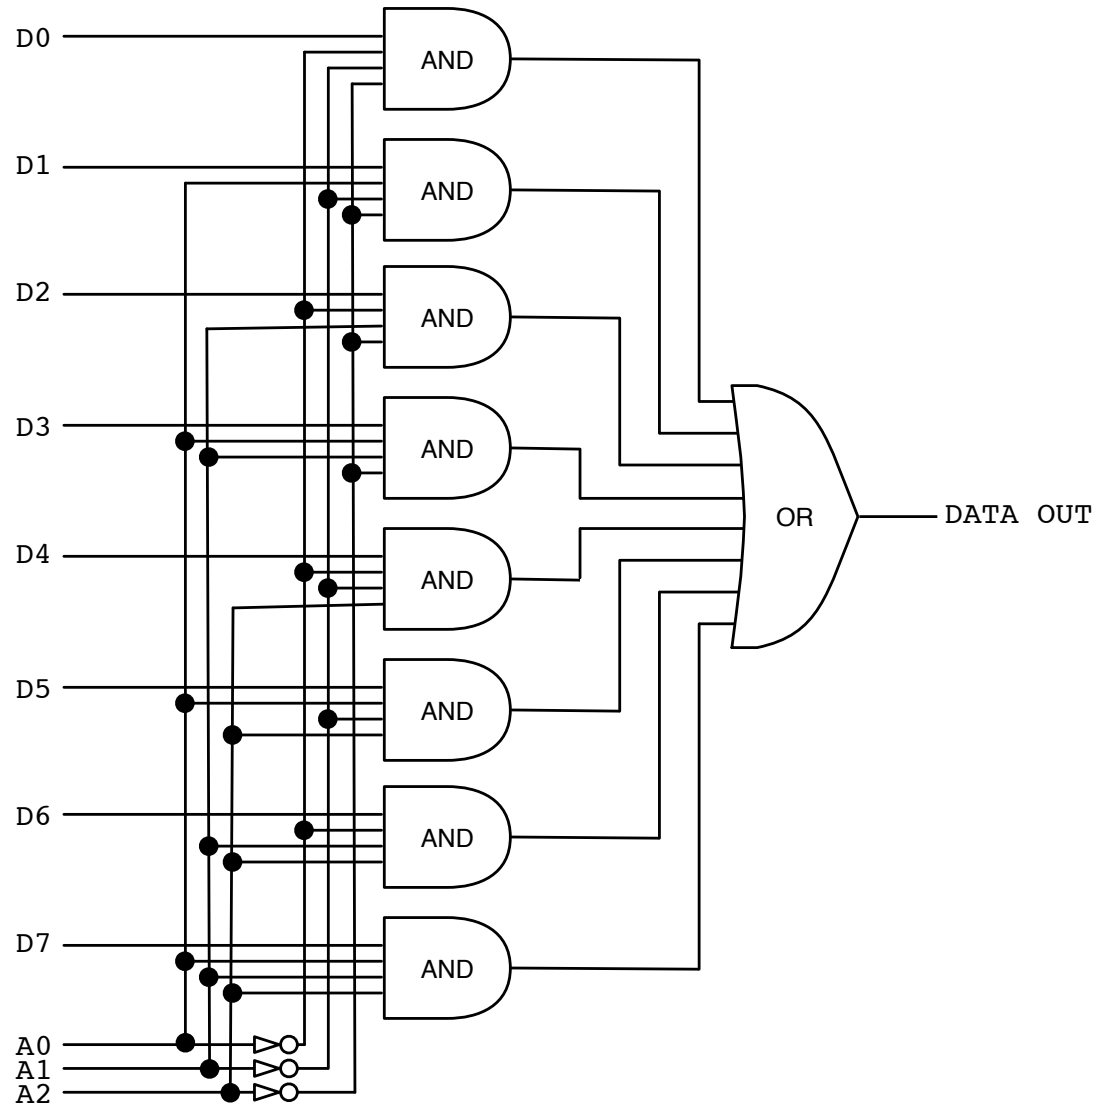 D0
AND
D1
AND
D2
AND
D3
AND
D4
AND
OR
DATA OUT
D5
AND
D6
AND
D7
AND
A0
A1
A2